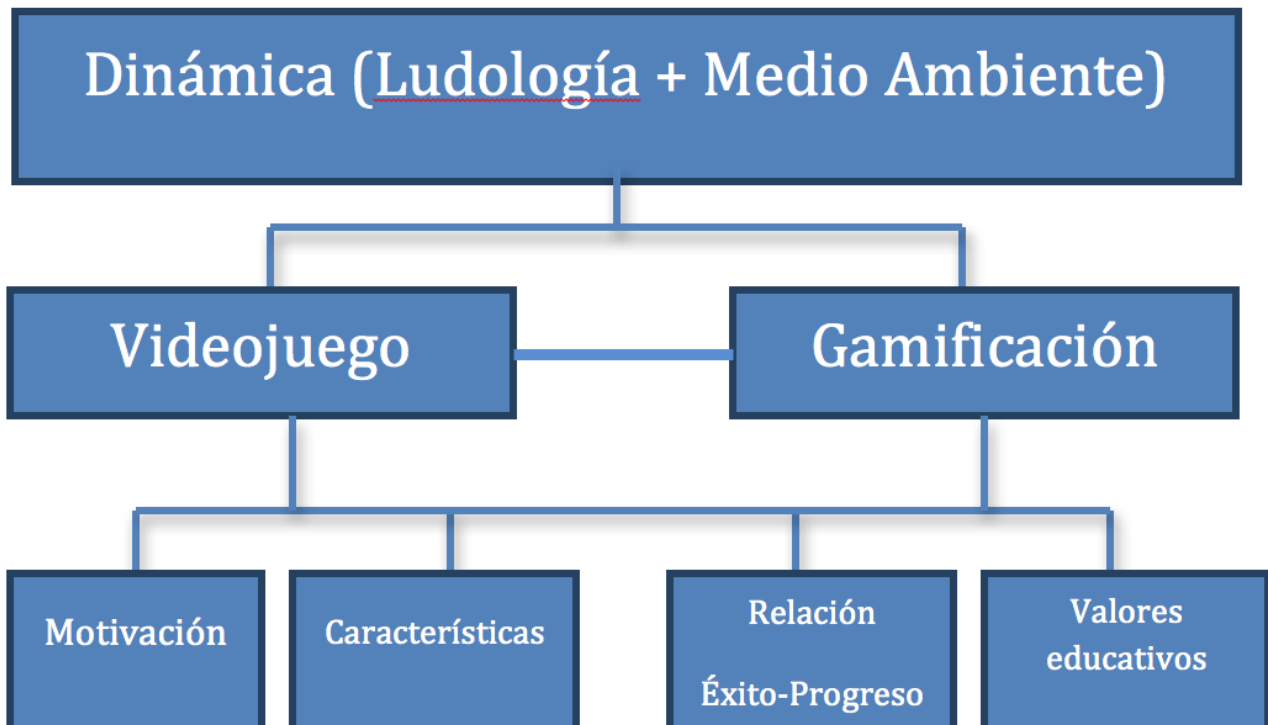 Dinámica (Ludología + Medio Ambiente)
Videojuego
Gamificación
Motivación
Características
Relación
Éxito-Progreso
Valores
educativos